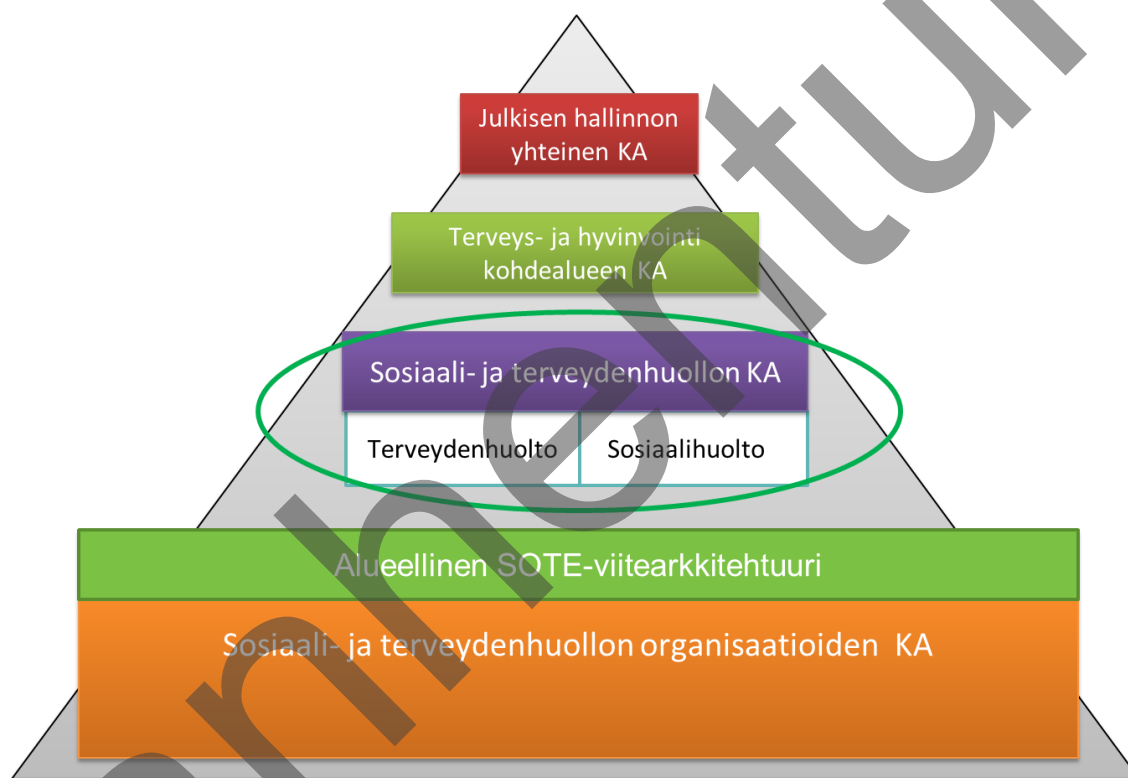 Julkisen hallinnon
yhteinen KA
Terveys- ja hyvinvointi
kohdealueen KA
Sosiaali- ja terveydenhuollon KA
Terveydenhuolto
Sosiaalihuolto
Alueellinen SOTE-viitearkkitehtuuri
Sosiaali- ja terveydenhuollon organisaatioiden KA